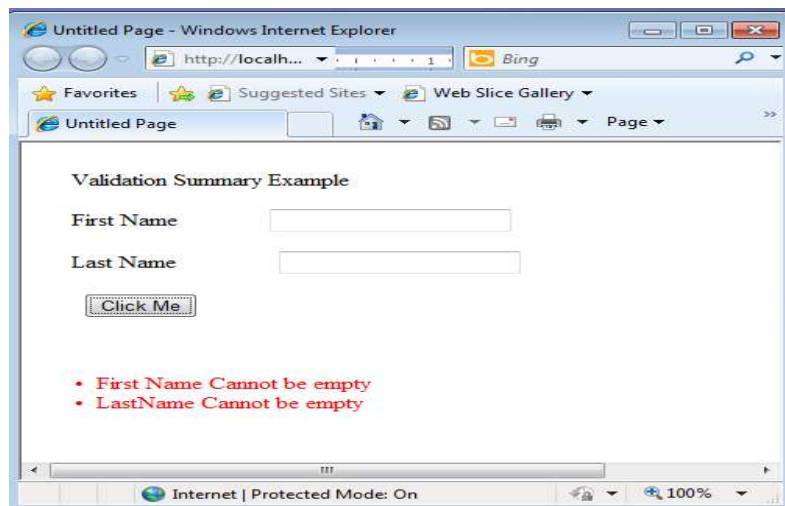 Untitled Page - Windows Internet Explorer
http://localh... 1 Bing
Favorites Suggested Sites Web Slice Gallery
Untitled Page Page >>
Validation Summary Example
First Name
Last Name
Click Me
• First Name Cannot be empty
• LastName Cannot be empty
Internet | Protected Mode: On 100%